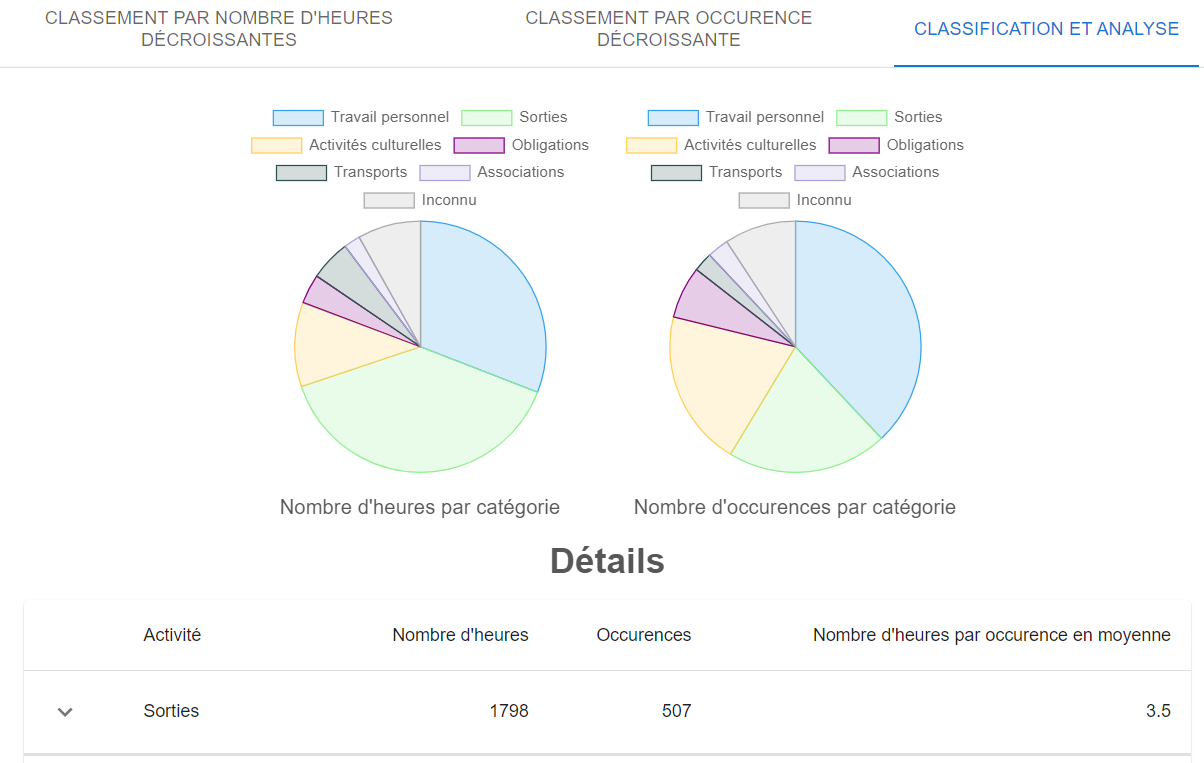 CLASSEMENT PAR NOMBRE D'HEURES
DÉCROISSANTES
CLASSEMENT PAR OCCURENCE
DÉCROISSANTE
CLASSIFICATION ET ANALYSE
Travail personnel Sorties
Activités culturelles Obligations
Transports Associations
Inconnu
Nombre d'heures par catégorie
Travail personnel Sorties
Activités culturelles Obligations
Transports Associations
Inconnu
Nombre d'occurences par catégorie
Détails
Activité Nombre d'heures Occurences Nombre d'heures par occurence en moyenne
Sorties 1798 507 3.5